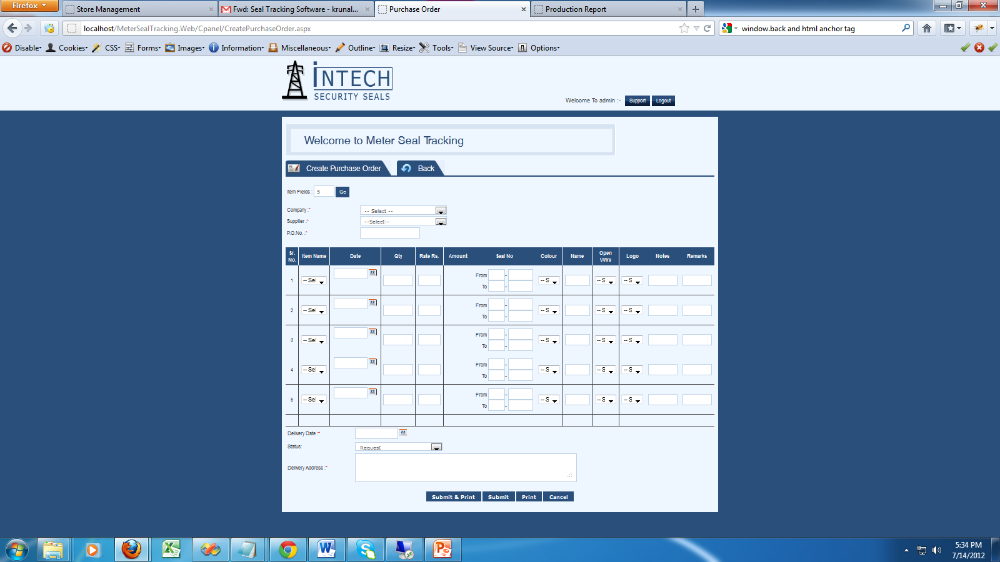 Firefox
Store Management
Fwd: Seal Tracking Software - krunal...
Purchase Order
Production Report
localhost/MeterSealTracking.Web/Cpanel/CreatePurchaseOrder.aspx
window.back and html anchor tag
Disable Cookies CSS Forms Images Information Miscellaneous Outline Resize Tools View Source Options
INTECH
SECURITY SEALS
Welcome To admin :- Support Logout
Welcome to Meter Seal Tracking
Create Purchase Order Back
Item Fields : 5 Go
Company :* -- Select --
Supplier :* --Select--
P.O.No. :*
Sr. No. Item Name Date Qty Rate Rs. Amount Seal No Colour Name Open Wire Logo Notes Remarks
1 -- Sel 22 From - To - -- S -- S -- S
2 -- Sel 22 From - To - -- S -- S -- S
3 -- Sel 22 From - To - -- S -- S -- S
4 -- Sel 22 From - To - -- S -- S -- S
5 -- Sel 22 From - To - -- S -- S -- S
Delivery Date :* 22
Status: Request
Delivery Address :*
Submit & Print Submit Print Cancel
5:34 PM
7/14/2012